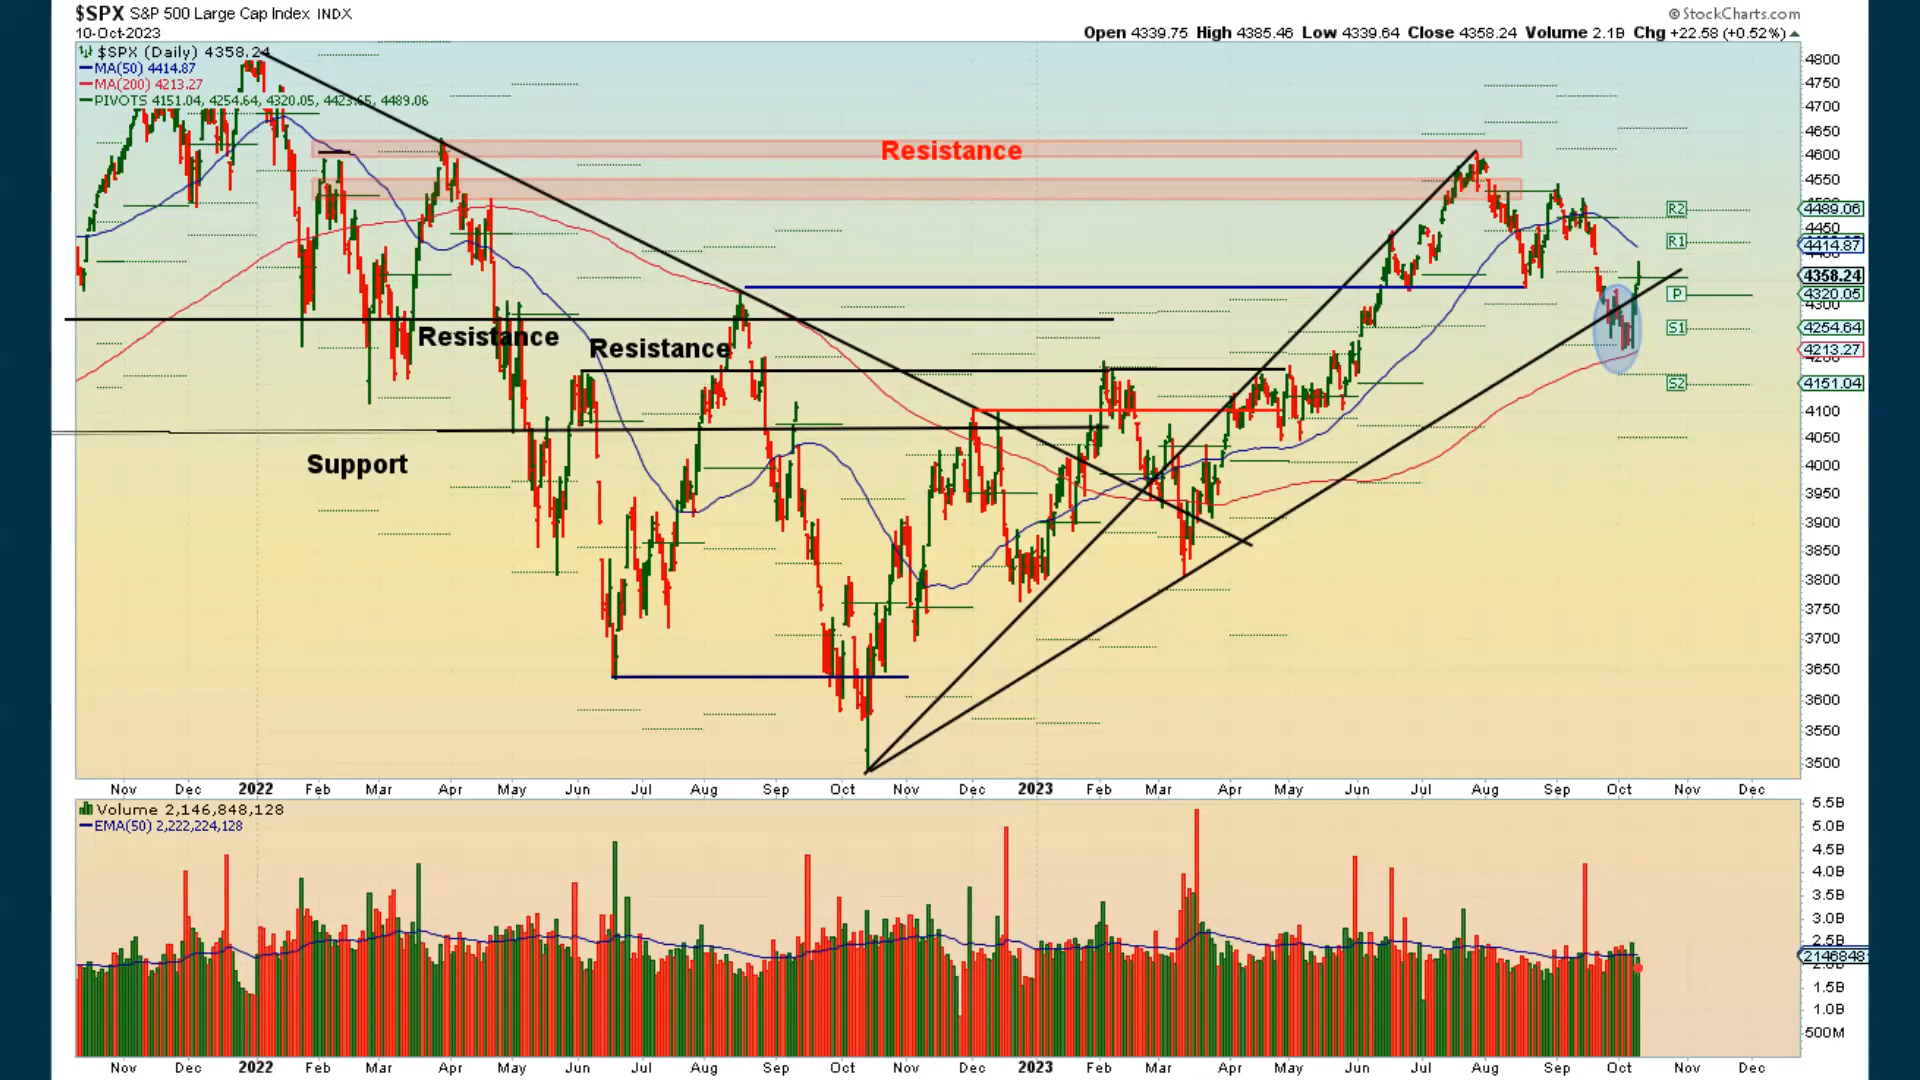 $SPX S&P 500 Large Cap Index INDX
© StockCharts.com
10-Oct-2023
Open 4339.75 High 4385.46 Low 4339.64 Close 4358.24 Volume 2.1B Chg +22.58 (+0.52%)
$SPX (Daily) 4358.24
MA(50) 4414.87
MA(200) 4213.27
PIVOTS 4151.04, 4254.64, 4320.05, 4423.65, 4489.06
Resistance
Resistance
Resistance
Support
R2
R1
P
S1
S2
4800
4750
4700
4650
4600
4550
4489.06
4450
4414.87
4358.24
4320.05
4300
4254.64
4213.27
4151.04
4100
4050
4000
3950
3900
3850
3800
3750
3700
3650
3600
3550
3500
Nov Dec 2022 Feb Mar Apr May Jun Jul Aug Sep Oct Nov Dec 2023 Feb Mar Apr May Jun Jul Aug Sep Oct Nov Dec
Volume 2,146,848,128
EMA(50) 2,222,224,128
5.5B
5.0B
4.5B
4.0B
3.5B
3.0B
2.5B
2146848
1.5B
1.0B
500M
Nov Dec 2022 Feb Mar Apr May Jun Jul Aug Sep Oct Nov Dec 2023 Feb Mar Apr May Jun Jul Aug Sep Oct Nov Dec